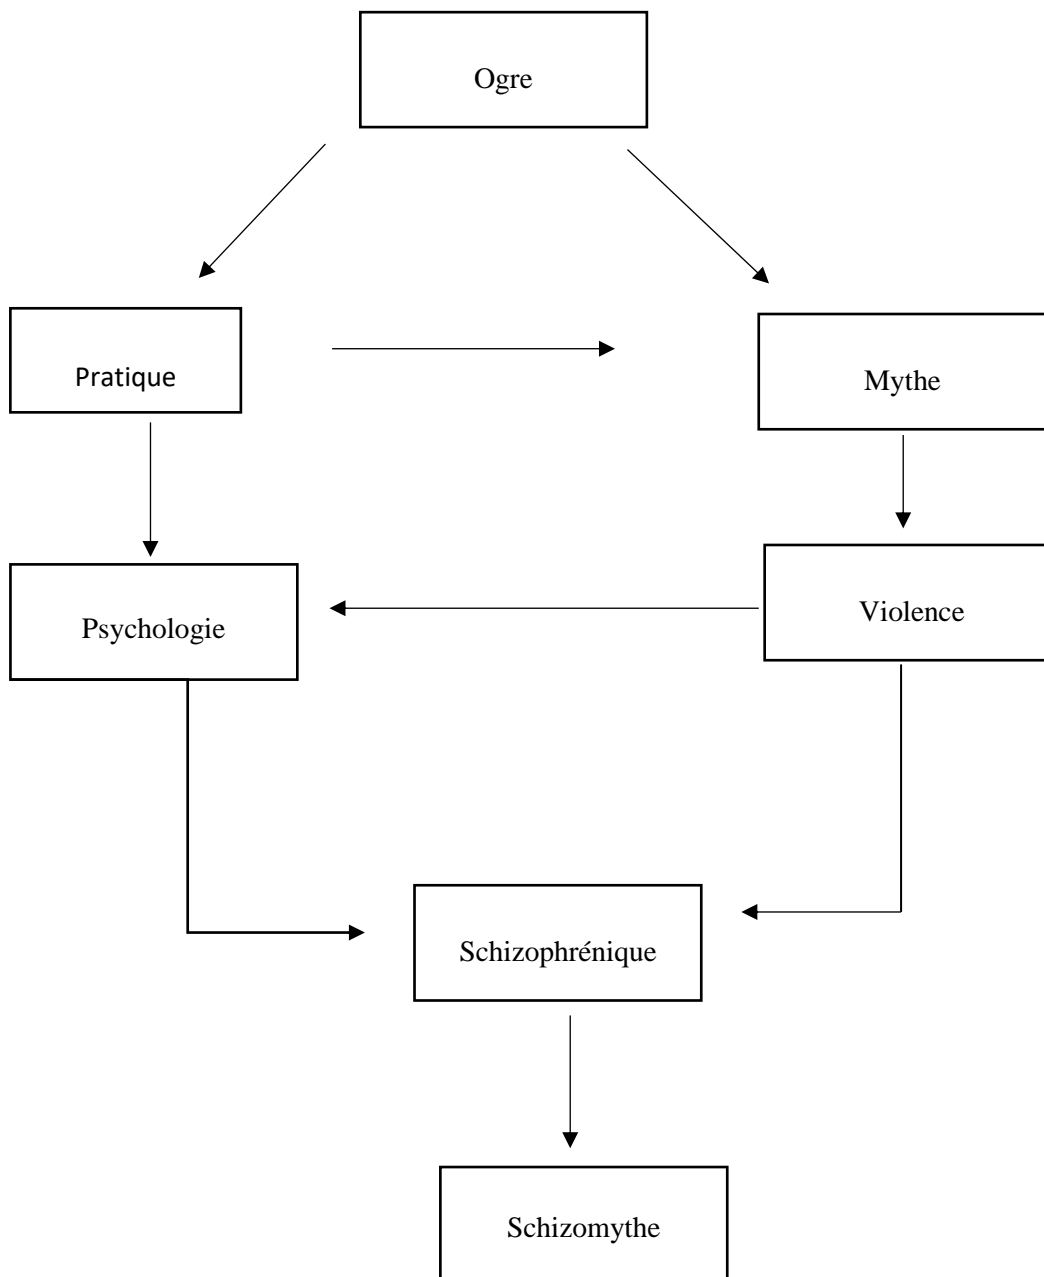 Ogre
Pratique
Mythe
Psychologie
Violence
Schizophrénique
Schizomythe